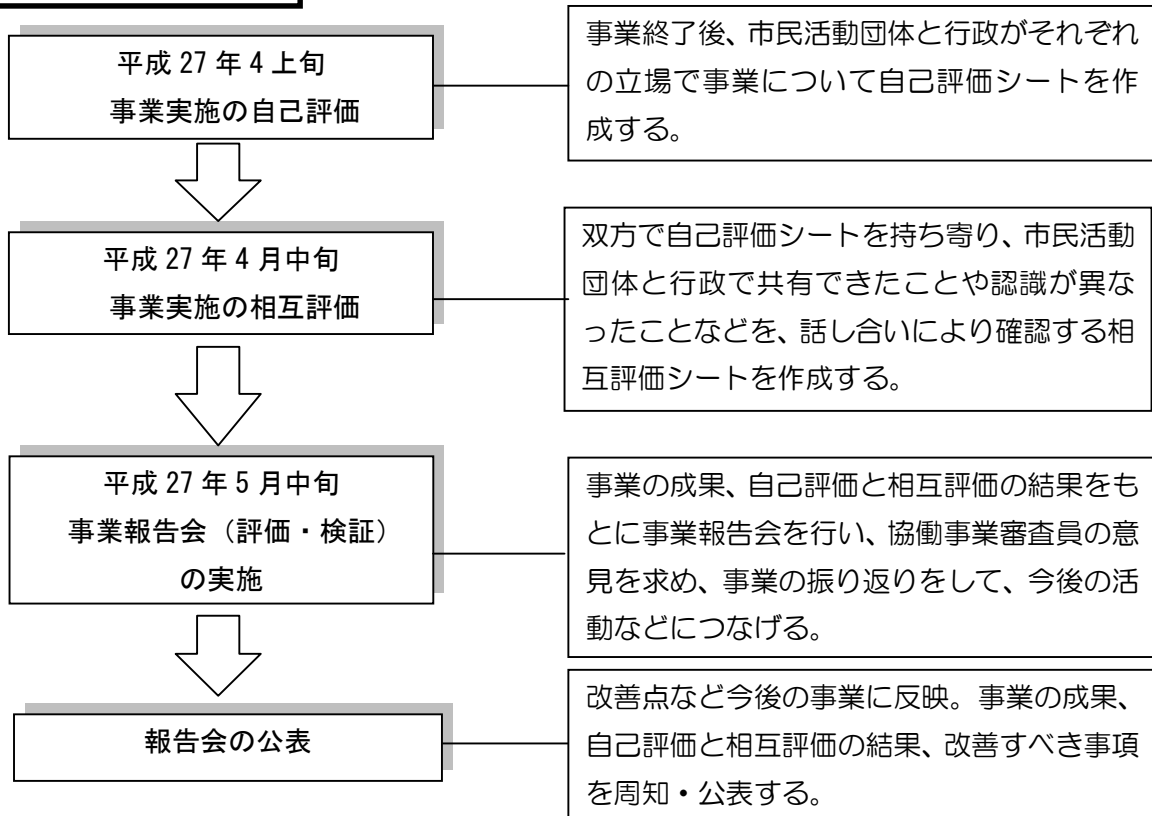 平成 27 年 4 上旬
事業実施の自己評価
事業終了後、市民活動団体と行政がそれぞれ
の立場で事業について自己評価シートを作
成する。
平成 27 年 4 月中旬
事業実施の相互評価
双方で自己評価シートを持ち寄り、市民活動
団体と行政で共有できたことや認識が異な
ったことなどを、話し合いにより確認する相
互評価シートを作成する。
平成 27 年 5 月中旬
事業報告会（評価・検証）
の実施
事業の成果、自己評価と相互評価の結果をも
とに事業報告会を行い、協働事業審査員の意
見を求め、事業の振り返りをして、今後の活
動などにつなげる。
報告会の公表
改善点など今後の事業に反映。事業の成果、
自己評価と相互評価の結果、改善すべき事項
を周知・公表する。